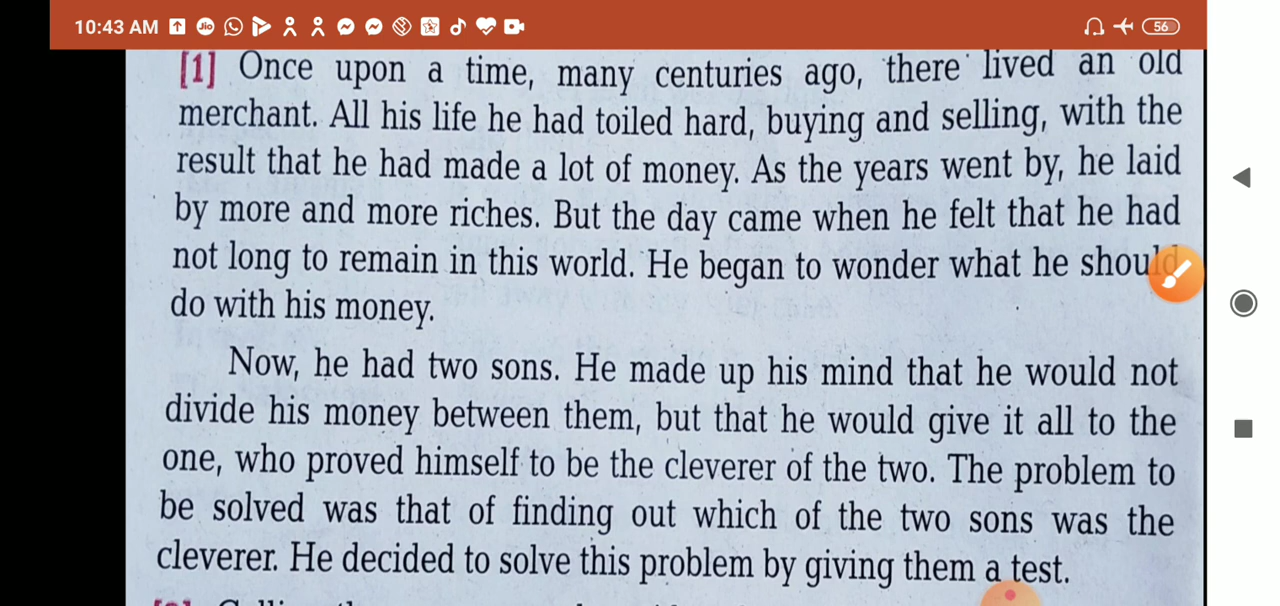 10:43 AM
Jio
56
[1] Once upon a time, many centuries ago, there lived an old
merchant. All his life he had toiled hard, buying and selling, with the
result that he had made a lot of money. As the years went by, he laid
by more and more riches. But the day came when he felt that he had
not long to remain in this world. He began to wonder what he should
do with his money.
Now, he had two sons. He made up his mind that he would not
divide his money between them, but that he would give it all to the
one, who proved himself to be the cleverer of the two. The problem to
be solved was that of finding out which of the two sons was the
cleverer. He decided to solve this problem by giving them a test.